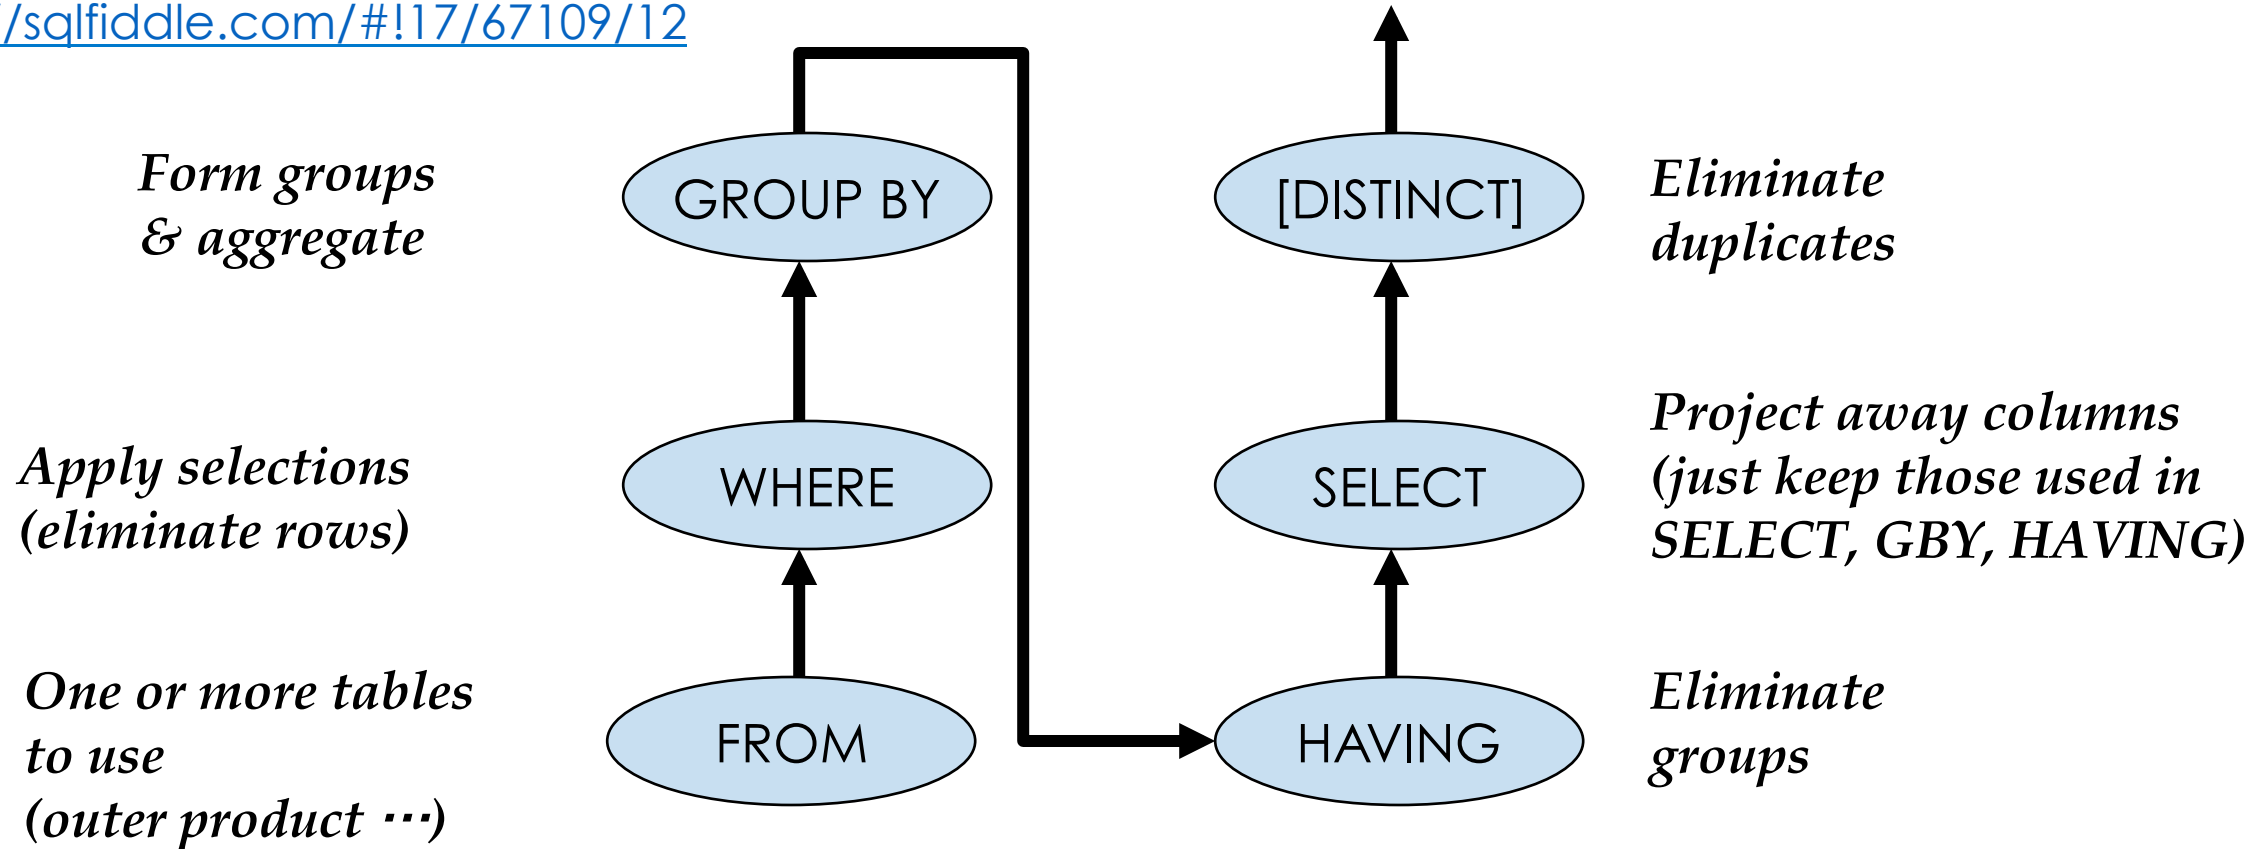 //sqlfiddle.com/#!17/67109/12
Form groups
& aggregate
GROUP BY
[DISTINCT]
Eliminate
duplicates
Apply selections
(eliminate rows)
WHERE
SELECT
Project away columns
(just keep those used in
SELECT, GBY, HAVING)
One or more tables
to use
(outer product ⋯)
FROM
HAVING
Eliminate
groups